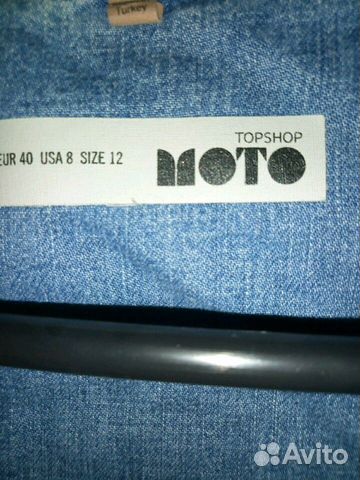 Turkey
TOPSHOP
EUR 40 USA 8 SIZE 12 MOTO
Avito